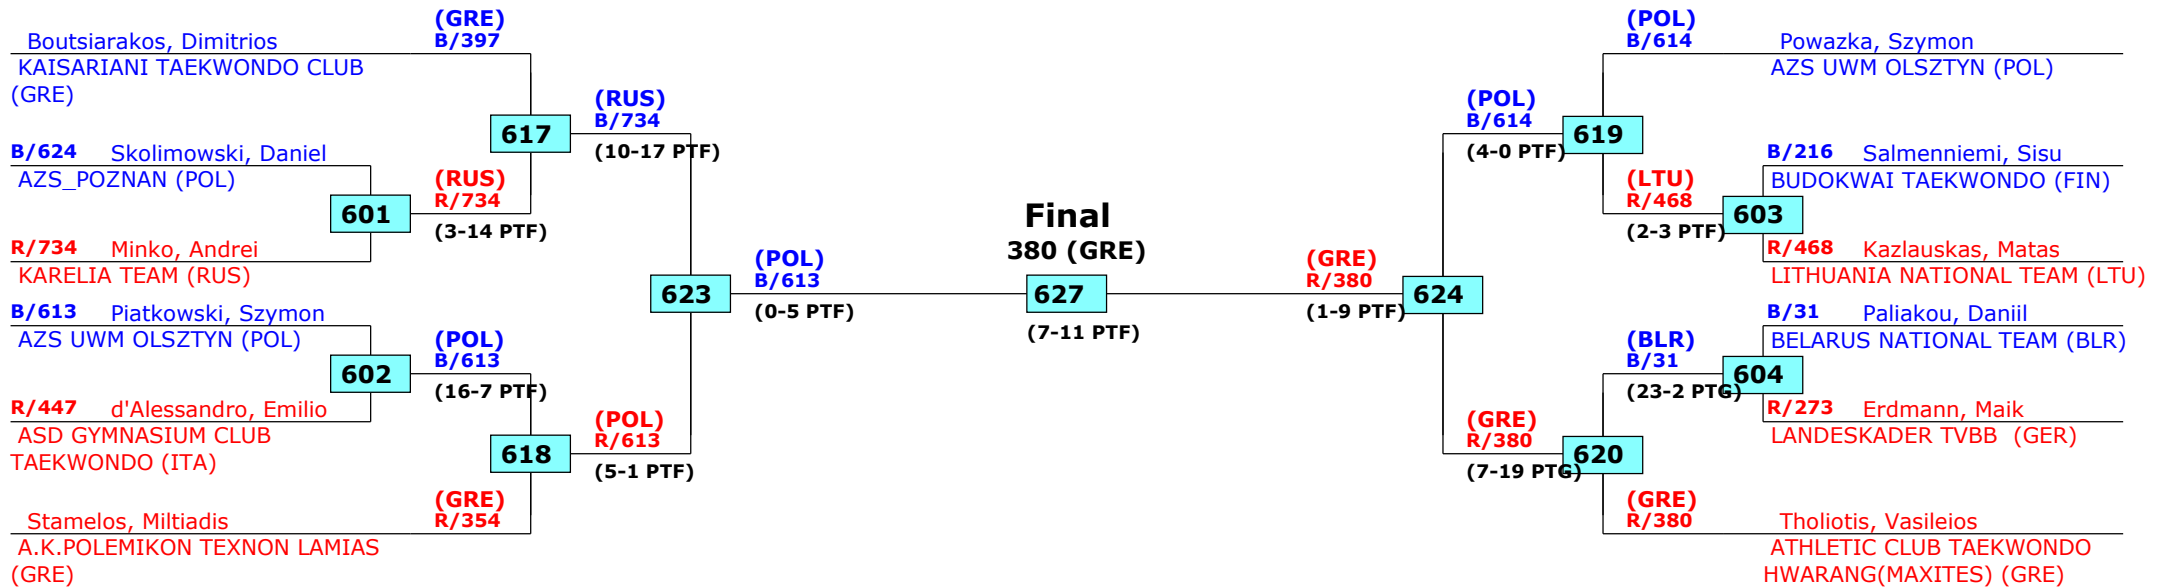 (GRE)
B/397
Boutsiarakos, Dimitrios
KAISARIANI TAEKWONDO CLUB
(GRE)
617
(RUS)
B/734
(10-17 PTF)
B/624 Skolimowski, Daniel
AZS_POZNAN (POL)
601
(RUS)
R/734
(3-14 PTF)
R/734 Minko, Andrei
KARELIA TEAM (RUS)
623
(POL)
B/613
(0-5 PTF)
B/613 Piatkowski, Szymon
AZS UWM OLSZTYN (POL)
602
(POL)
B/613
(16-7 PTF)
R/447 d'Alessandro, Emilio
ASD GYMNASIUM CLUB
TAEKWONDO (ITA)
618
(POL)
R/613
(5-1 PTF)
(GRE)
R/354
Stamelos, Miltiadis
A.K.POLEMIKON TEXNON LAMIAS
(GRE)
Final
380 (GRE)
627
(7-11 PTF)
(POL)
B/614
Powazka, Szymon
AZS UWM OLSZTYN (POL)
(POL)
B/614
(4-0 PTF)
619
B/216 Salmenniemi, Sisu
BUDOKWAI TAEKWONDO (FIN)
(LTU)
R/468
(2-3 PTF)
603
R/468 Kazlauskas, Matas
LITHUANIA NATIONAL TEAM (LTU)
(GRE)
R/380
(1-9 PTF)
624
B/31 Paliakou, Daniil
BELARUS NATIONAL TEAM (BLR)
(BLR)
B/31
(23-2 PTG)
604
R/273 Erdmann, Maik
LANDESKADER TVBB (GER)
(GRE)
R/380
(7-19 PTG)
620
(GRE)
R/380
Tholiotis, Vasileios
ATHLETIC CLUB TAEKWONDO
HWARANG(MAXITES) (GRE)